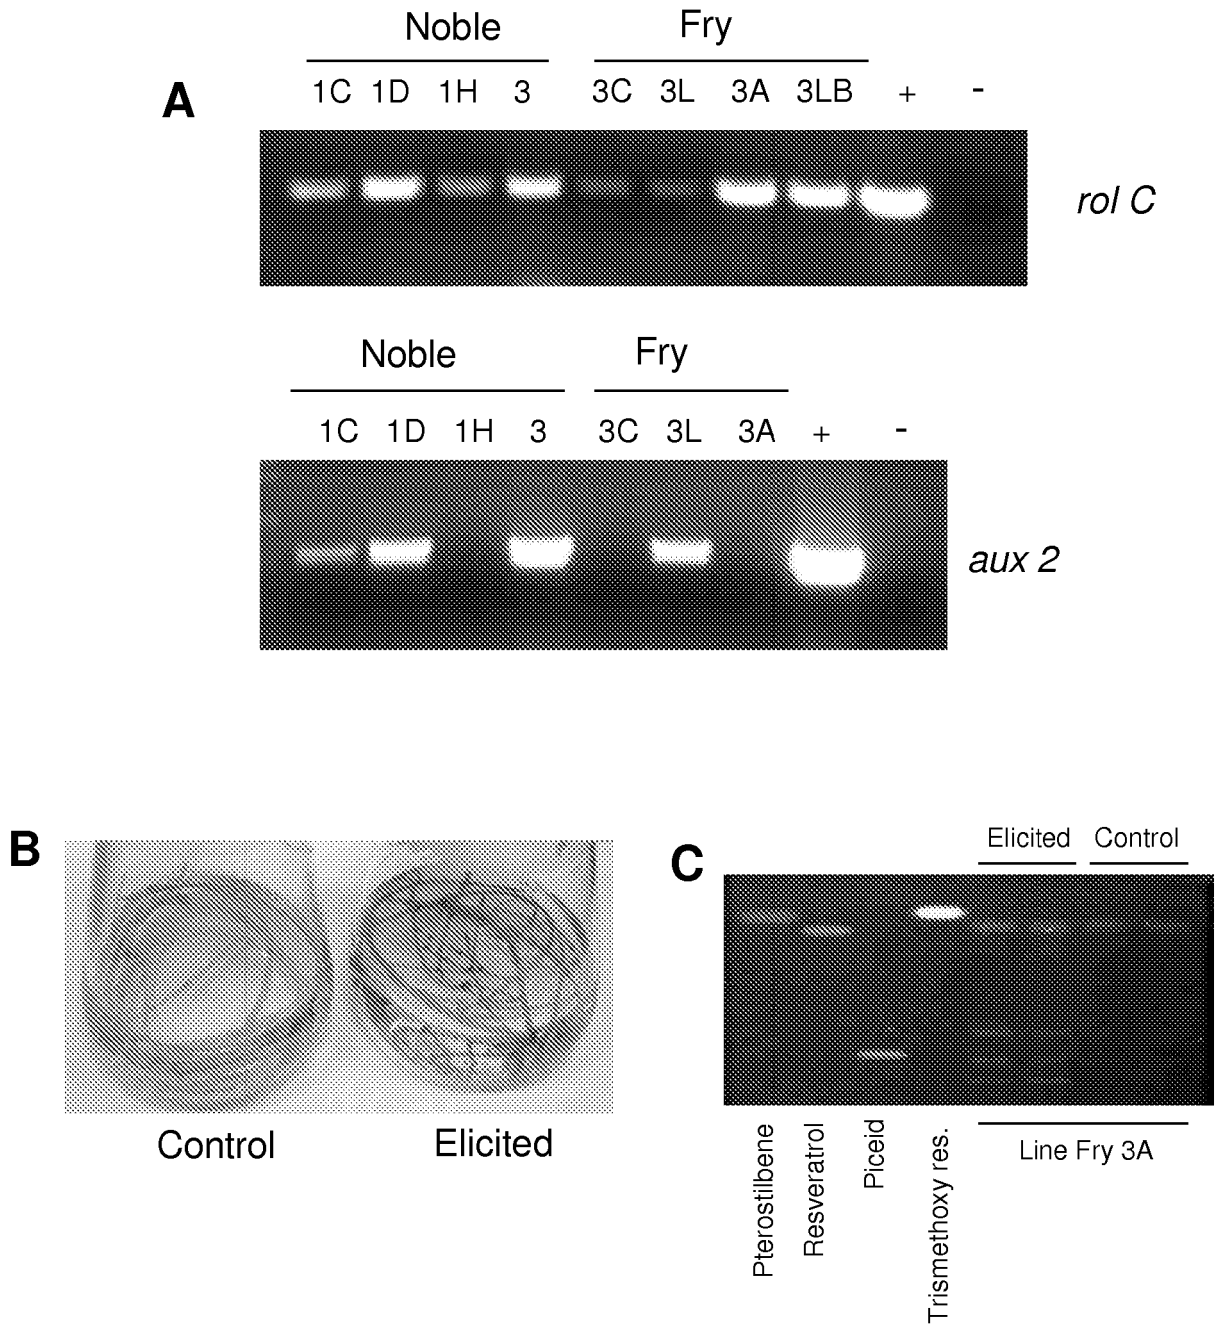 Noble Fry
A 1C 1D 1H 3 3C 3L 3A 3LB + -
rol C
Noble Fry
1C 1D 1H 3 3C 3L 3A + -
aux 2
B
Control Elicited
C
Elicited Control
Pterostilbene
Resveratrol
Piceid
Trismethoxy res.
Line Fry 3A